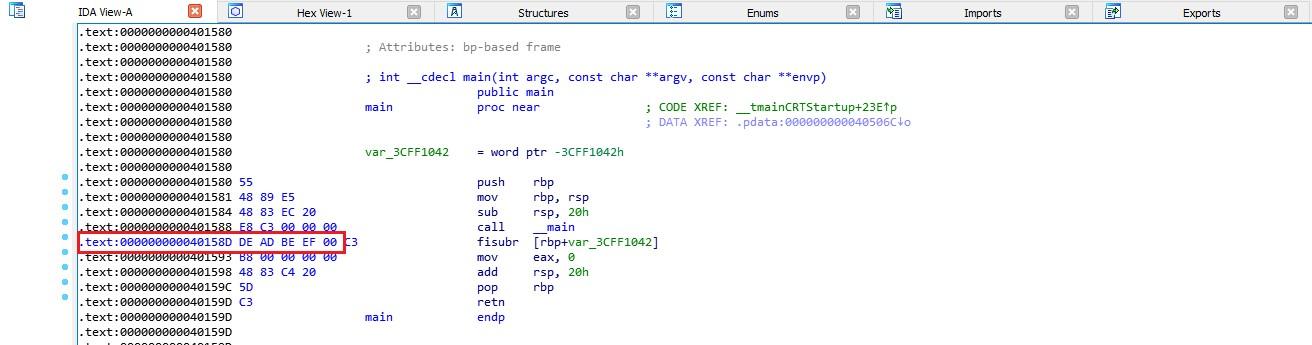 IDA View-A Hex View-1 Structures Enums Imports Exports
.text:0000000000401580
.text:0000000000401580 ; Attributes: bp-based frame
.text:0000000000401580
.text:0000000000401580 ; int __cdecl main(int argc, const char **argv, const char **envp)
.text:0000000000401580 public main
.text:0000000000401580 main proc near ; CODE XREF: __tmainCRTStartup+23E↑p
.text:0000000000401580 ; DATA XREF: .pdata:000000000040506C↓o
.text:0000000000401580
.text:0000000000401580 var_3CFF1042 = word ptr -3CFF1042h
.text:0000000000401580
.text:0000000000401580 55 push rbp
.text:0000000000401581 48 89 E5 mov rbp, rsp
.text:0000000000401584 48 83 EC 20 sub rsp, 20h
.text:0000000000401588 E8 C3 00 00 00 call __main
.text:000000000040158D DE AD BE EF 00 C3 fisubr [rbp+var_3CFF1042]
.text:0000000000401593 B8 00 00 00 00 mov eax, 0
.text:0000000000401598 48 83 C4 20 add rsp, 20h
.text:000000000040159C 5D pop rbp
.text:000000000040159D C3 retn
.text:000000000040159D main endp
.text:000000000040159D